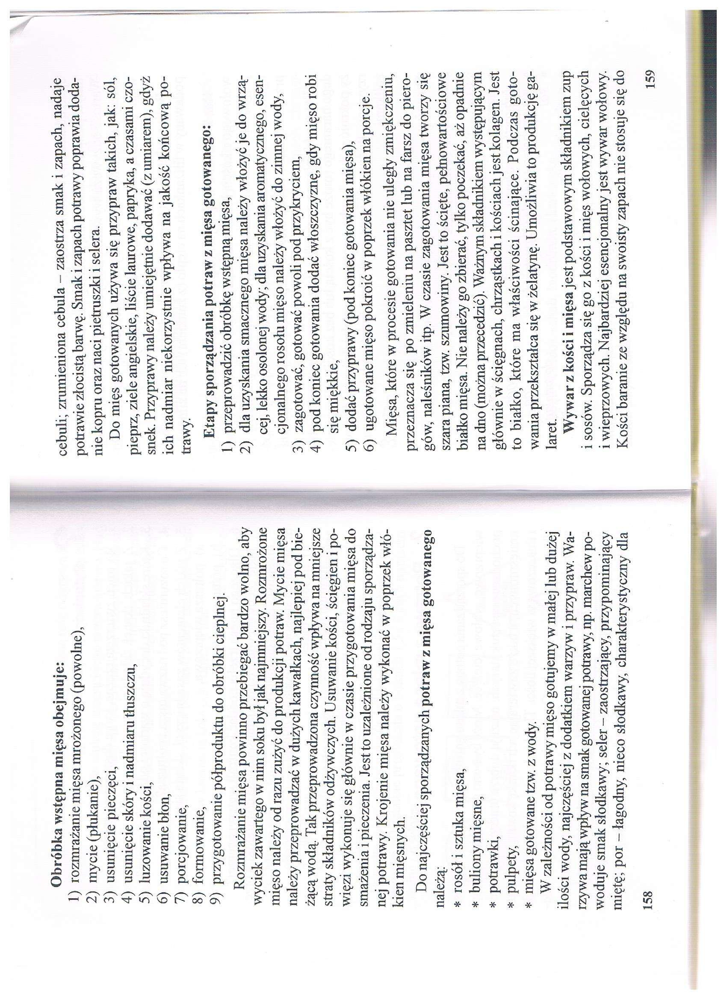 Obróbka wstępna mięsa obejmuje:
1) rozmrażanie mięsa mrożonego (powolne),
2) mycie (płukanie),
3) usunięcie pieczęci,
4) usunięcie skóry i nadmiaru tłuszczu,
5) luzowanie kości,
6) usuwanie błon,
7) porcjowanie,
8) formowanie,
9) przygotowanie półproduktu do obróbki cieplnej.
Rozmrażanie mięsa powinno przebiegać bardzo wolno, aby
wyciek zawartego w nim soku był jak najmniejszy. Rozmrożone
mięso należy od razu zużyć do produkcji potraw. Mycie mięsa
należy przeprowadzać w dużych kawałkach, najlepiej pod bie-
żącą wodą. Tak przeprowadzona czynność wpływa na mniejsze
straty składników odżywczych. Usuwanie kości, ścięgien i po-
więzi wykonuje się głównie w czasie przygotowania mięsa do
smażenia i pieczenia. Jest to uzależnione od rodzaju sporządza-
nej potrawy. Krojenie mięsa należy wykonać w poprzek włó-
kien mięsnych.
Do najczęściej sporządzanych potraw z mięsa gotowanego
należą:
* rosół i sztuka mięsa,
* buliony mięsne,
* potrawki,
* pulpety,
* mięsa gotowane tzw. z wody.
W zależności od potrawy mięso gotujemy w małej lub dużej
ilości wody, najczęściej z dodatkiem warzyw i przypraw. Wa-
rzywa mają wpływ na smak gotowanej potrawy, np. marchew po-
woduje smak słodkawy; seler – zaostrzający, przypominający
miętę; por – łagodny, nieco słodkawy, charakterystyczny dla
158
cebuli; zrumieniona cebula – zaostrza smak i zapach, nadaje
potrawie złocistą barwę. Smak i zapach potrawy poprawia doda-
nie kopru oraz naci pietruszki i selera.
Do mięs gotowanych używa się przypraw takich, jak: sól,
pieprz, ziele angielskie, liście laurowe, papryka, a czasami czo-
snek. Przyprawy należy umiejętnie dodawać (z umiarem), gdyż
ich nadmiar niekorzystnie wpływa na jakość końcową po-
trawy.
Etapy sporządzania potraw z mięsa gotowanego:
1) przeprowadzić obróbkę wstępną mięsa,
2) dla uzyskania smacznego mięsa należy włożyć je do wrzą-
cej, lekko osolonej wody; dla uzyskania aromatycznego, esen-
cjonalnego rosołu mięso należy włożyć do zimnej wody,
3) zagotować, gotować powoli pod przykryciem,
4) pod koniec gotowania dodać włoszczyznę, gdy mięso robi
się miękkie,
5) dodać przyprawy (pod koniec gotowania mięsa),
6) ugotowane mięso pokroić w poprzek włókien na porcje.
Mięsa, które w procesie gotowania nie uległy zmiękczeniu,
przeznacza się po zmieleniu na pasztet lub na farsz do piero-
gów, naleśników itp. W czasie zagotowania mięsa tworzy się
szara piana, tzw. szumowiny. Jest to ścięte, pełnowartościowe
białko mięsa. Nie należy go zbierać, tylko poczekać, aż opadnie
na dno (można przecedzić). Ważnym składnikiem występującym
głównie w ścięgnach, chrząstkach i kościach jest kolagen. Jest
to białko, które ma właściwości ścinające. Podczas goto-
wania przekształca się w żelatynę. Umożliwia to produkcję ga-
laret.
Wywar z kości i mięsa jest podstawowym składnikiem zup
i sosów. Sporządza się go z kości i mięs wołowych, cielęcych
i wieprzowych. Najbardziej esencjonalny jest wywar wołowy.
Kości baranie ze względu na swoisty zapach nie stosuje się do
159